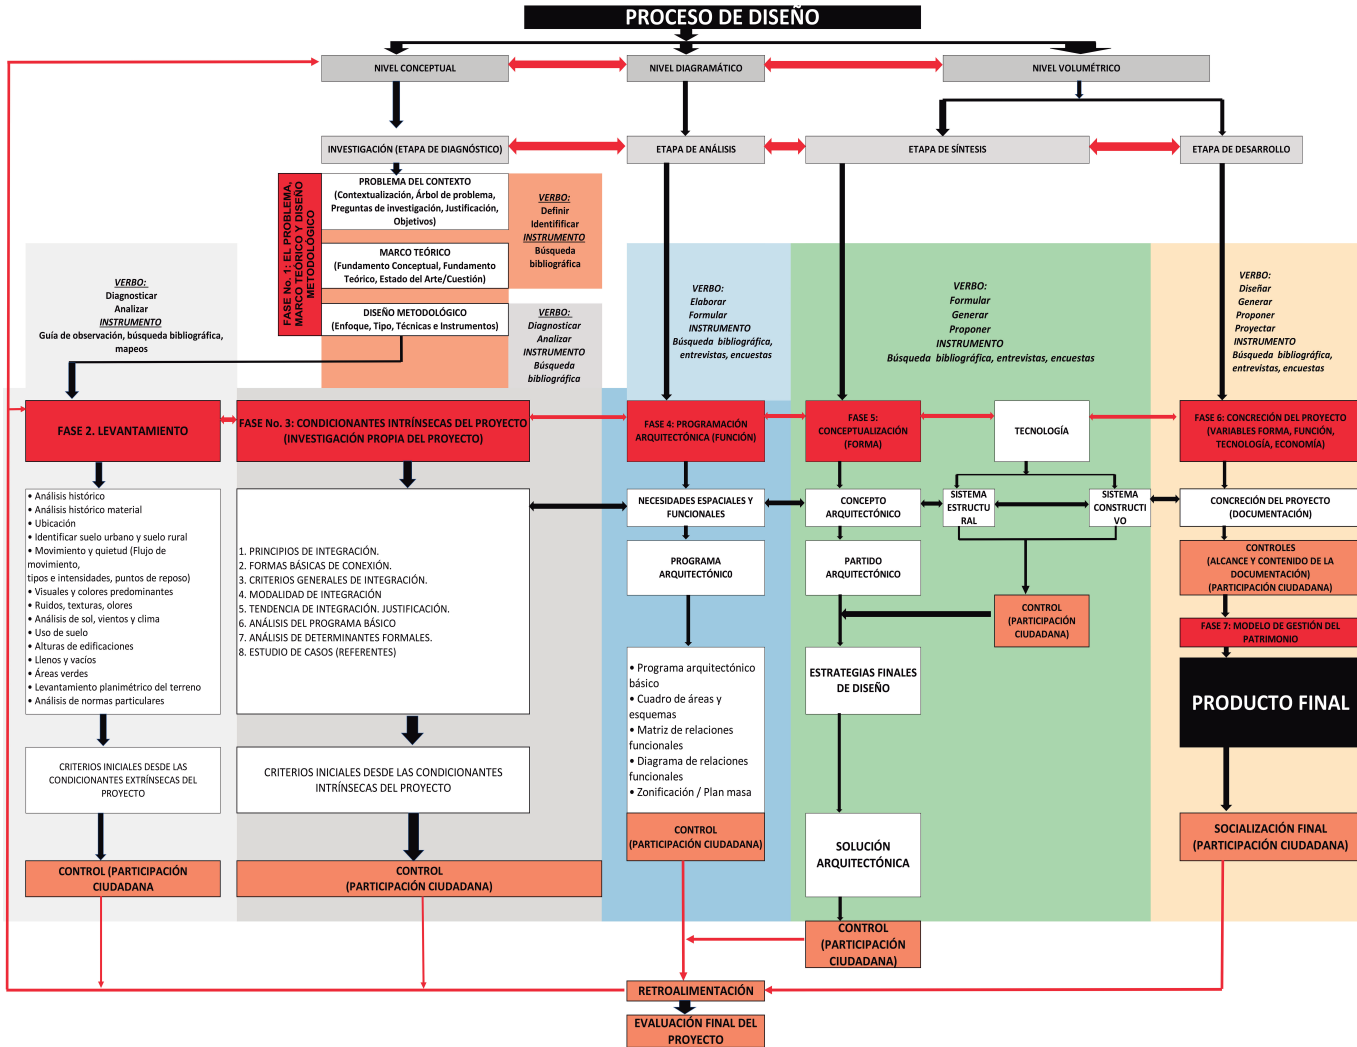 PROCESO DE DISEÑO
NIVEL CONCEPTUAL
NIVEL DIAGRAMÁTICO
NIVEL VOLUMÉTRICO
INVESTIGACIÓN (ETAPA DE DIAGNÓSTICO)
ETAPA DE ANÁLISIS
ETAPA DE SÍNTESIS
ETAPA DE DESARROLLO
FASE No. 1: EL PROBLEMA,
MARCO TEÓRICO Y DISEÑO
METODOLÓGICO
PROBLEMA DEL CONTEXTO
(Contextualización, Árbol de problema,
Preguntas de investigación, Justificación,
Objetivos)
MARCO TEÓRICO
(Fundamento Conceptual, Fundamento
Teórico, Estado del Arte/Cuestión)
DISEÑO METODOLÓGICO
(Enfoque, Tipo, Técnicas e Instrumentos)
VERBO:
Definir
Identifificar
INSTRUMENTO
Búsqueda
bibliográfica
VERBO:
Diagnosticar
Analizar
INSTRUMENTO
Búsqueda
bibliográfica
VERBO:
Diagnosticar
Analizar
INSTRUMENTO
Guía de observación, búsqueda bibliográfica,
mapeos
VERBO:
Elaborar
Formular
INSTRUMENTO
Búsqueda bibliográfica,
entrevistas, encuestas
VERBO:
Formular
Generar
Proponer
INSTRUMENTO
Búsqueda bibliográfica, entrevistas, encuestas
VERBO:
Diseñar
Generar
Proponer
Proyectar
INSTRUMENTO
Búsqueda bibliográfica,
entrevistas, encuestas
FASE 2. LEVANTAMIENTO
FASE No. 3: CONDICIONANTES INTRÍNSECAS DEL PROYECTO
(INVESTIGACIÓN PROPIA DEL PROYECTO)
FASE 4: PROGRAMACIÓN
ARQUITECTÓNICA (FUNCIÓN)
FASE 5:
CONCEPTUALIZACIÓN
(FORMA)
TECNOLOGÍA
FASE 6: CONCRECIÓN DEL PROYECTO
(VARIABLES FORMA, FUNCIÓN,
TECNOLOGÍA, ECONOMÍA)
• Análisis histórico
• Análisis histórico material
• Ubicación
• Identificar suelo urbano y suelo rural
• Movimiento y quietud (Flujo de
movimiento,
tipos e intensidades, puntos de reposo)
• Visuales y colores predominantes
• Ruidos, texturas, olores
• Análisis de sol, vientos y clima
• Uso de suelo
• Alturas de edificaciones
• Llenos y vacíos
• Áreas verdes
• Levantamiento planimétrico del terreno
• Análisis de normas particulares
1. PRINCIPIOS DE INTEGRACIÓN.
2. FORMAS BÁSICAS DE CONEXIÓN.
3. CRITERIOS GENERALES DE INTEGRACIÓN.
4. MODALIDAD DE INTEGRACIÓN
5. TENDENCIA DE INTEGRACIÓN. JUSTIFICACIÓN.
6. ANÁLISIS DEL PROGRAMA BÁSICO
7. ANÁLISIS DE DETERMINANTES FORMALES.
8. ESTUDIO DE CASOS (REFERENTES)
NECESIDADES ESPACIALES Y
FUNCIONALES
CONCEPTO
ARQUITECTÓNICO
SISTEMA
ESTRUCTU
RAL
SISTEMA
CONSTRUCTI
VO
CONCRECIÓN DEL PROYECTO
(DOCUMENTACIÓN)
PROGRAMA
ARQUITECTÓNIC0
PARTIDO
ARQUITECTÓNICO
CONTROLES
(ALCANCE Y CONTENIDO DE LA
DOCUMENTACIÓN)
(PARTICIPACIÓN CIUDADANA)
CONTROL
(PARTICIPACIÓN
CIUDADANA)
FASE 7: MODELO DE GESTIÓN DEL
PATRIMONIO
• Programa arquitectónico
básico
• Cuadro de áreas y
esquemas
• Matriz de relaciones
funcionales
• Diagrama de relaciones
funcionales
• Zonificación / Plan masa
ESTRATEGIAS FINALES
DE DISEÑO
PRODUCTO FINAL
CRITERIOS INICIALES DESDE LAS
CONDICIONANTES EXTRÍNSECAS DEL
PROYECTO
CRITERIOS INICIALES DESDE LAS CONDICIONANTES
INTRÍNSECAS DEL PROYECTO
CONTROL
(PARTICIPACIÓN CIUDADANA)
SOLUCIÓN
ARQUITECTÓNICA
SOCIALIZACIÓN FINAL
(PARTICIPACIÓN CIUDADANA)
CONTROL (PARTICIPACIÓN
CIUDADANA
CONTROL
(PARTICIPACIÓN CIUDADANA)
CONTROL
(PARTICIPACIÓN
CIUDADANA)
RETROALIMENTACIÓN
EVALUACIÓN FINAL DEL
PROYECTO